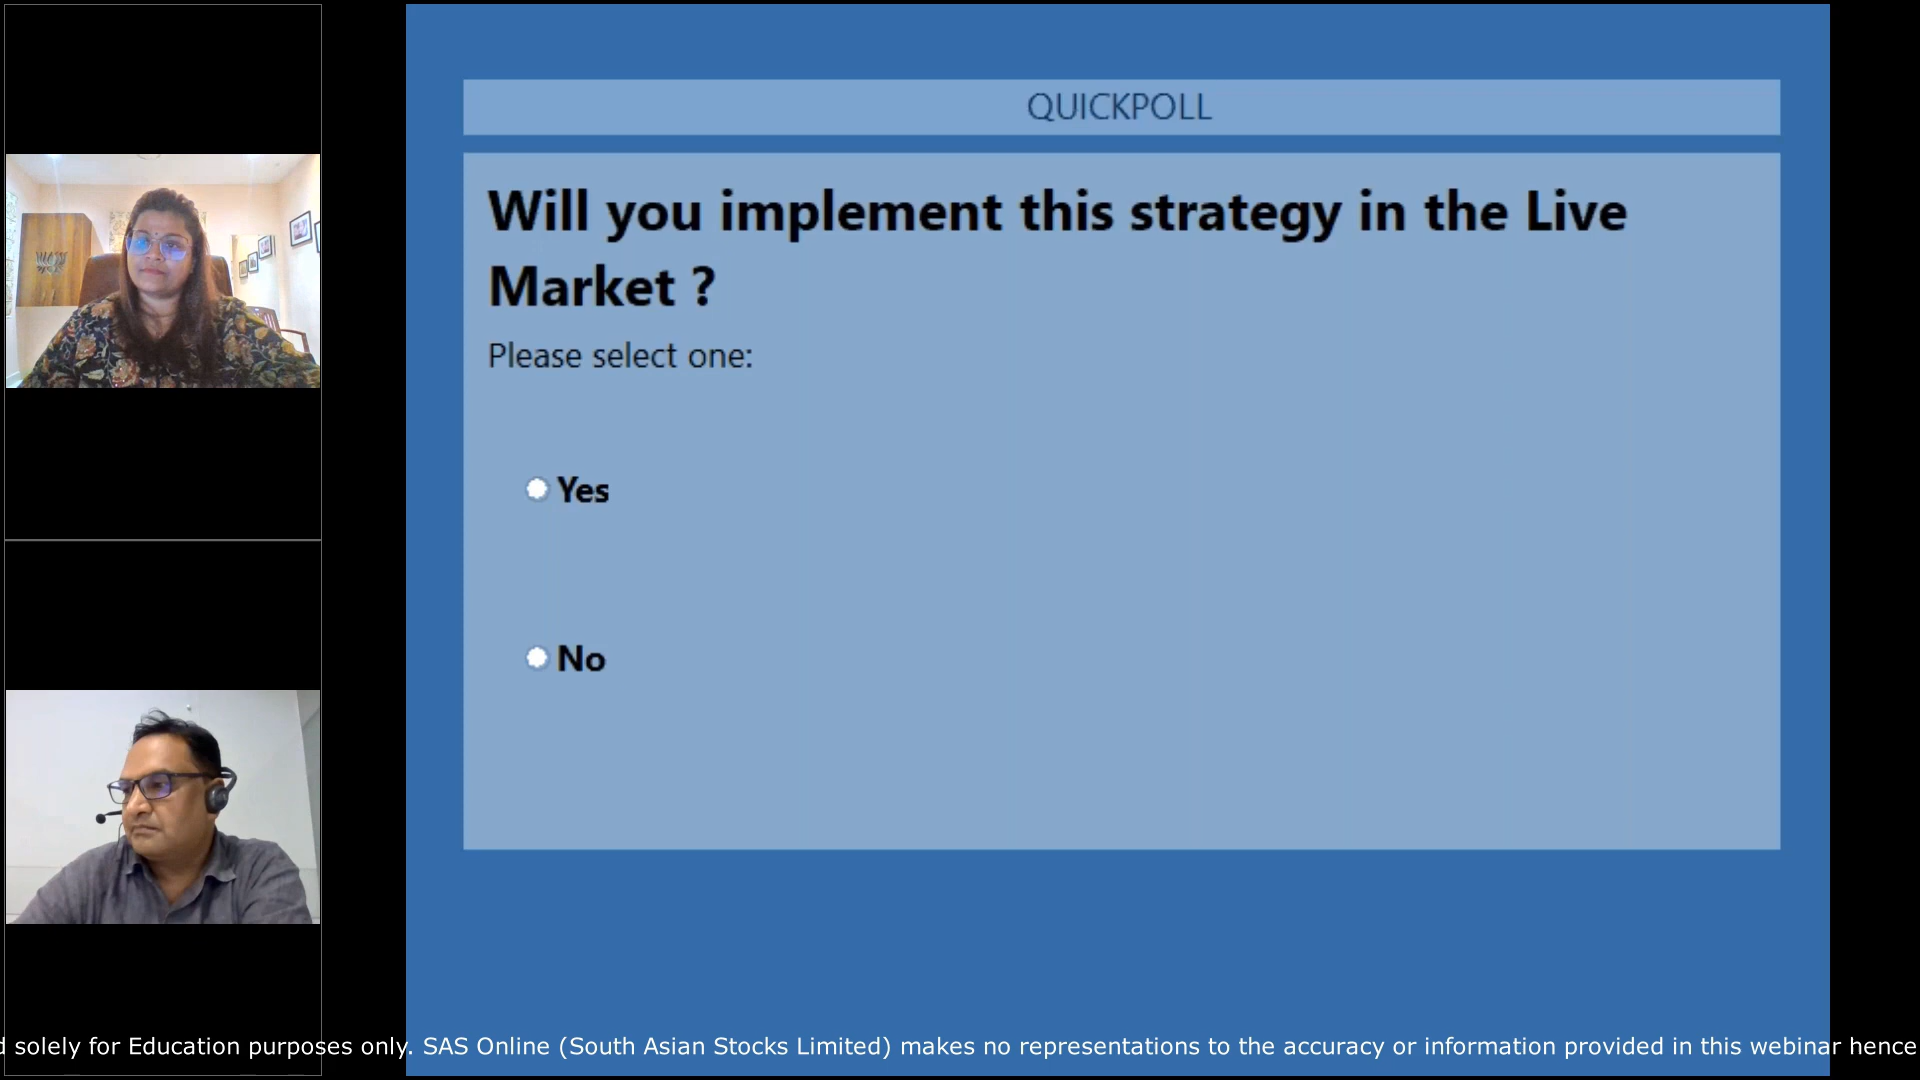 QUICKPOLL
Will you implement this strategy in the Live
Market ?
Please select one:
Yes
No
solely for Education purposes only. SAS Online (South Asian Stocks Limited) makes no representations to the accuracy or information provided in this webinar hence